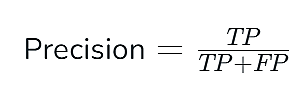 Precision = TP / TP+FP